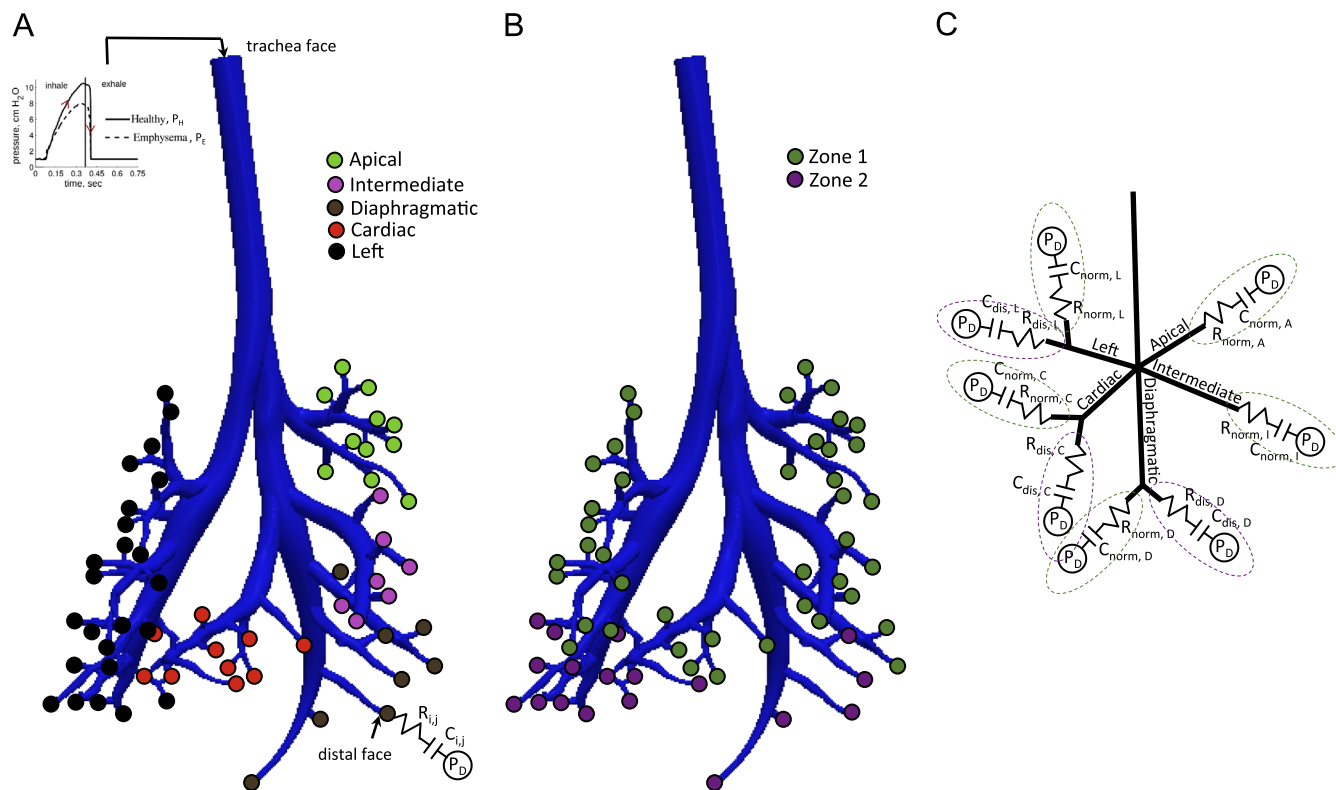 A
B
C
trachea face
inhale
exhale
10
8
6
4
2
0
pressure, cm H2O
Healthy, PH
Emphysema , PE
0
0.15
0.3
0.45
0.6
0.75
time, sec
Apical
Intermediate
Diaphragmatic
Cardiac
Left
distal face
Ri,j
Ci,j
PD
Zone 1
Zone 2
PD
Cnorm, L
Rnorm, L
Cdis, L
Rdis, L
PD
Left
Apical
PD
Cnorm, A
Rnorm, A
Intermediate
Rnorm, I
Cnorm, I
PD
Cnorm, C
PD
Rnorm, C
Cardiac
Diaphragmatic
Rdis, C
Cdis, C
PD
Rnorm, D
Cnorm, D
PD
Rdis, D
Cdis, D
PD